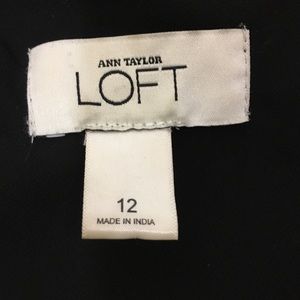 ANN TAYLOR
LOFT
12
MADE IN INDIA